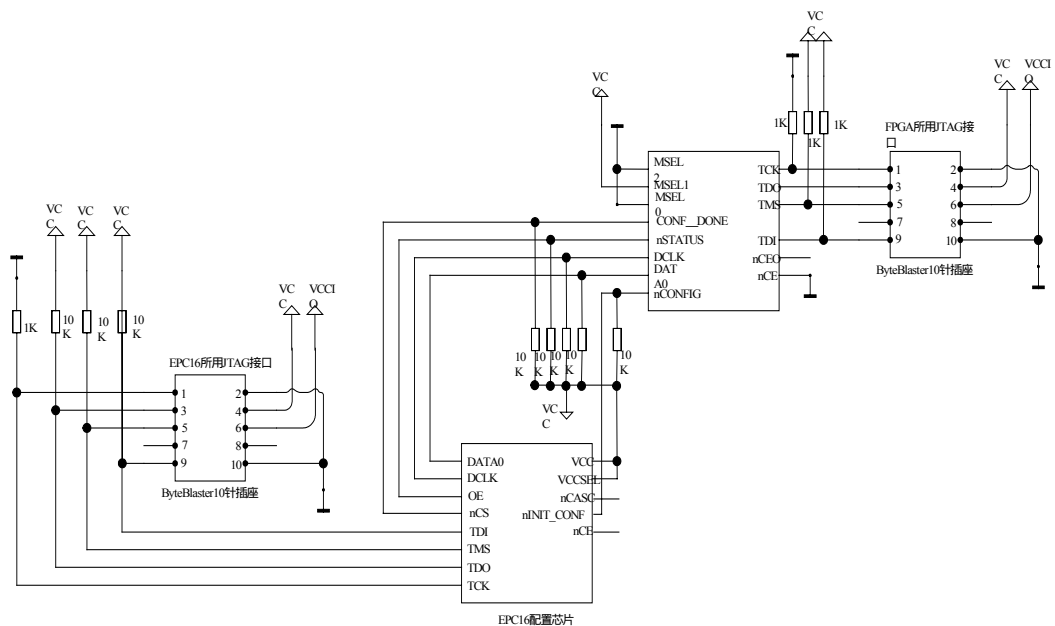 VC
C
VC
C
VCCI
O
VC
C
1K
1K
1K
FPGA所用JTAG接
口
MSEL
2
MSEL1
MSEL
0
CONF__DONE
nSTATUS
DCLK
DAT
A0
nCONFIG
TCK
TDO
TMS
TDI
nCEO
nCE
1
3
5
7
9
2
4
6
8
10
ByteBlaster10针插座
VC
C
VC
C
VC
C
VC
C
VCCI
O
1K
10
K
10
K
10
K
EPC16所用JTAG接口
1
3
5
7
9
2
4
6
8
10
ByteBlaster10针插座
10
K
10
K
10
K
10
K
10
K
VC
C
DATA0
DCLK
OE
nCS
TDI
TMS
TDO
TCK
VCC
VCCSEL
nCASC
nINIT_CONF
nCE
EPC16配置芯片